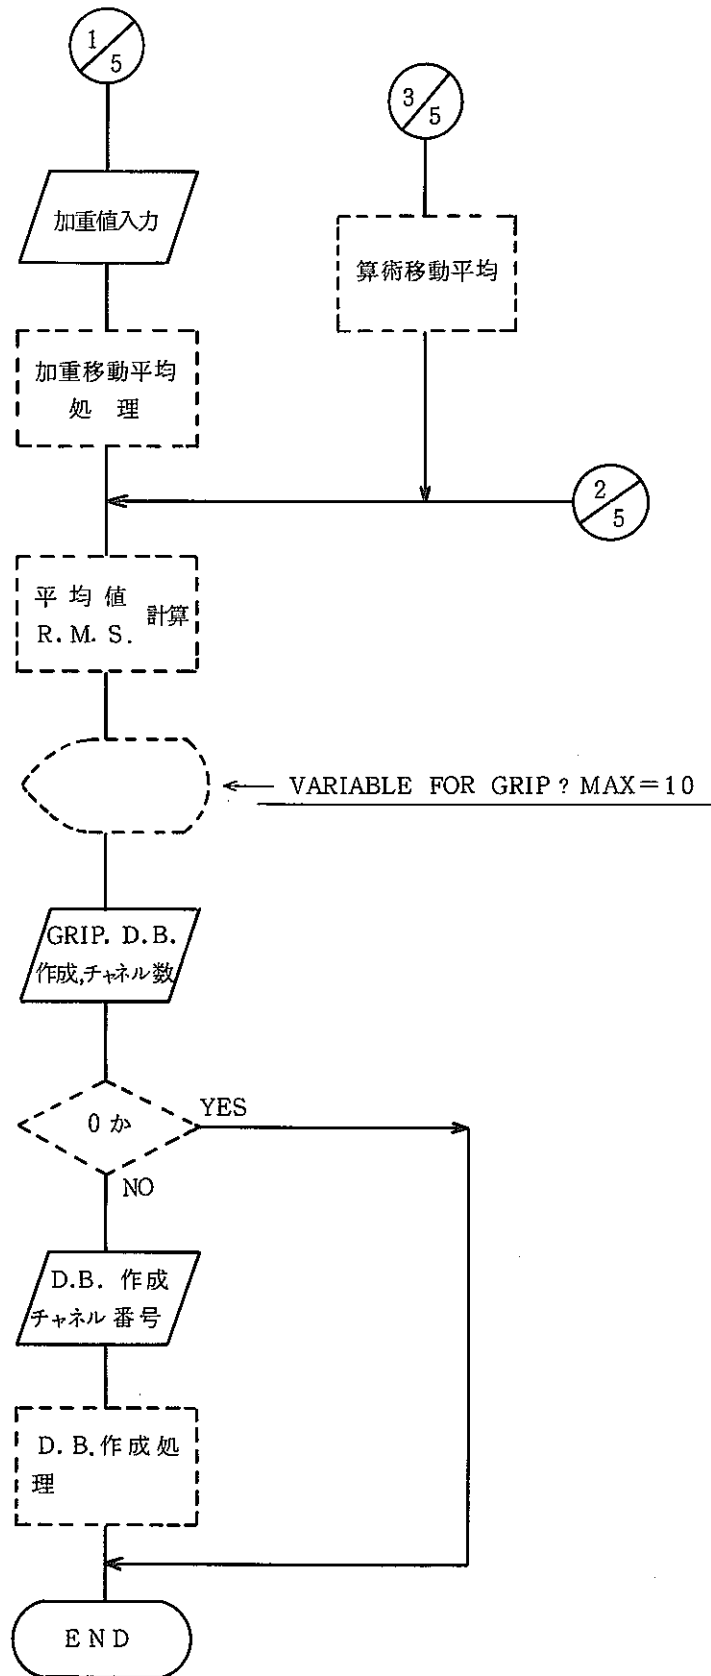 1
5
3
5
加重値入力
算術移動平均
加重移動平均
処 理
2
5
平 均 値
R. M. S.
計算
VARIABLE FOR GRIP ? MAX=10
GRIP. D.B.
作成,チャネル数
0 か
YES
NO
D.B. 作成
チャネル 番号
D. B. 作成処
理
END